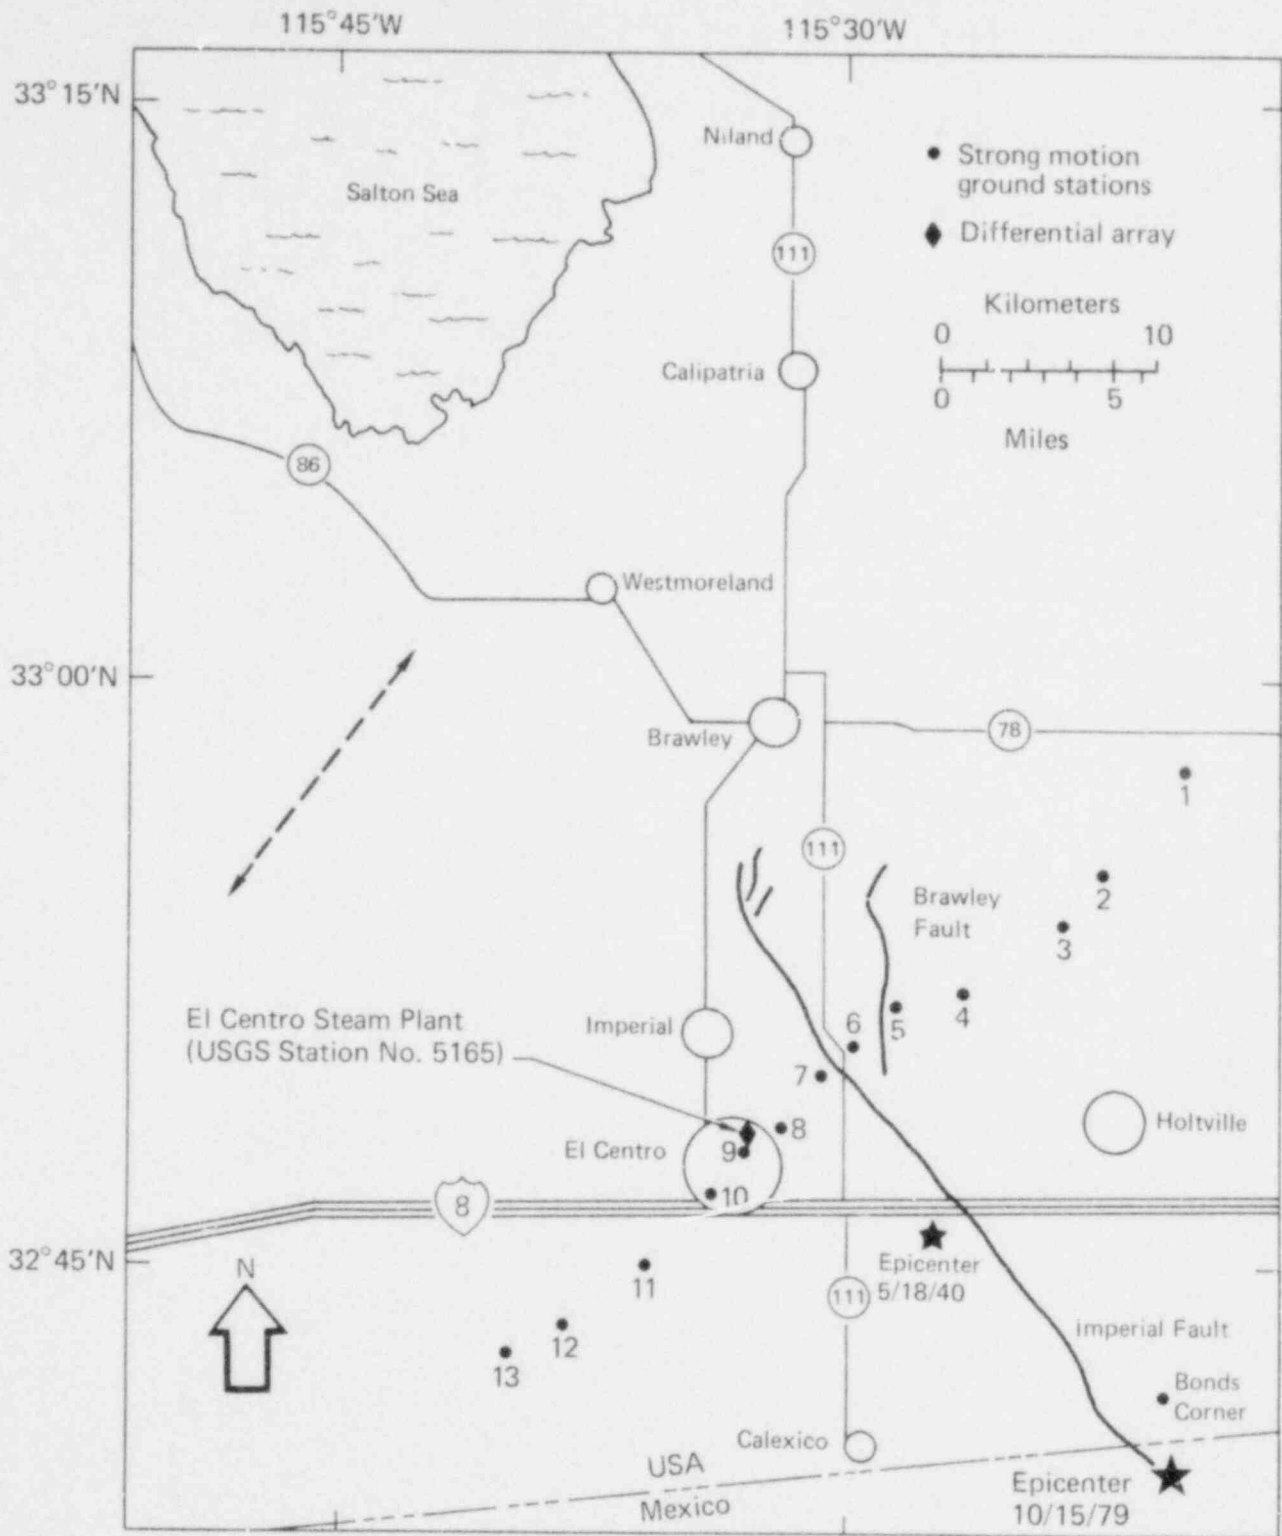 115°45'W
115°30'W
33°15'N
Niland
Strong motion
ground stations
Salton Sea
Differential array
111
Kilometers
0 10
Calipatria
0 5
Miles
86
Westmoreland
33°00'N
Brawley
78
1
111
Brawley
Fault
2
3
El Centro Steam Plant
(USGS Station No. 5165)
Imperial
6
5
4
7
8
Holtville
El Centro
9
10
8
32°45'N
N
Epicenter
5/18/40
11
111
12
13
Imperial Fault
Bonds
Corner
Calexico
USA
Mexico
Epicenter
10/15/79